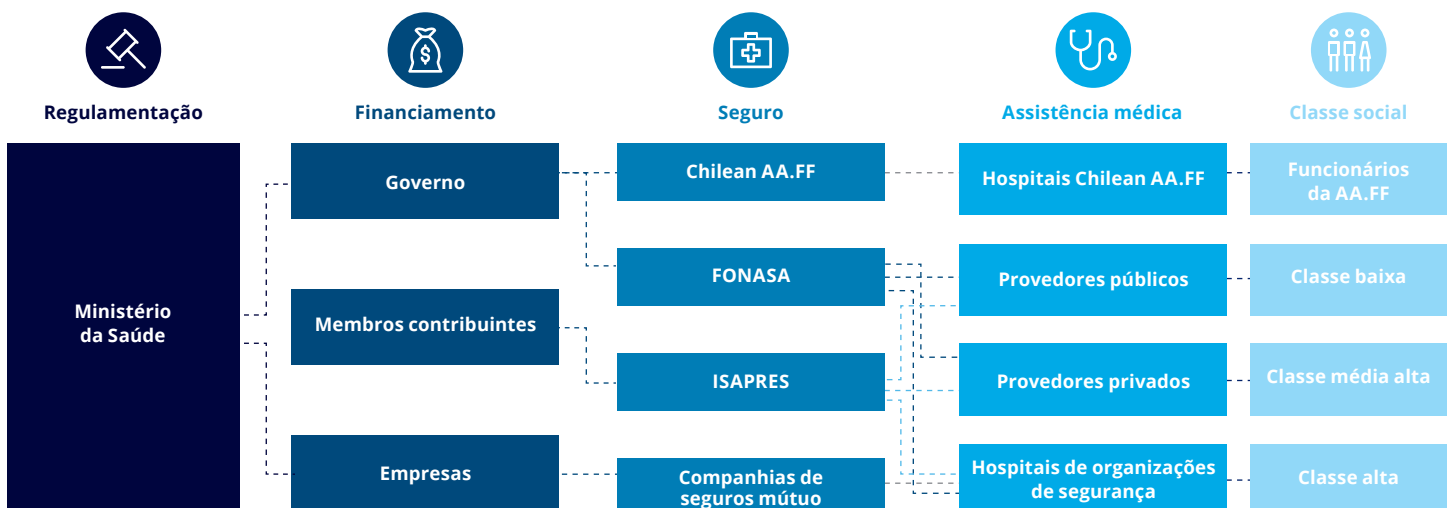 Regulamentação
Financiamento
Seguro
Assistência médica
Classe social
Ministério
da Saúde
$
Governo
Membros contribuintes
Empresas
Chilean AA.FF
FONASA
ISAPRES
Companhias de
seguros mútuo
Hospitais Chilean AA.FF
Provedores públicos
Provedores privados
Hospitais de organizações
de segurança
Funcionários
da AA.FF
Classe baixa
Classe média alta
Classe alta